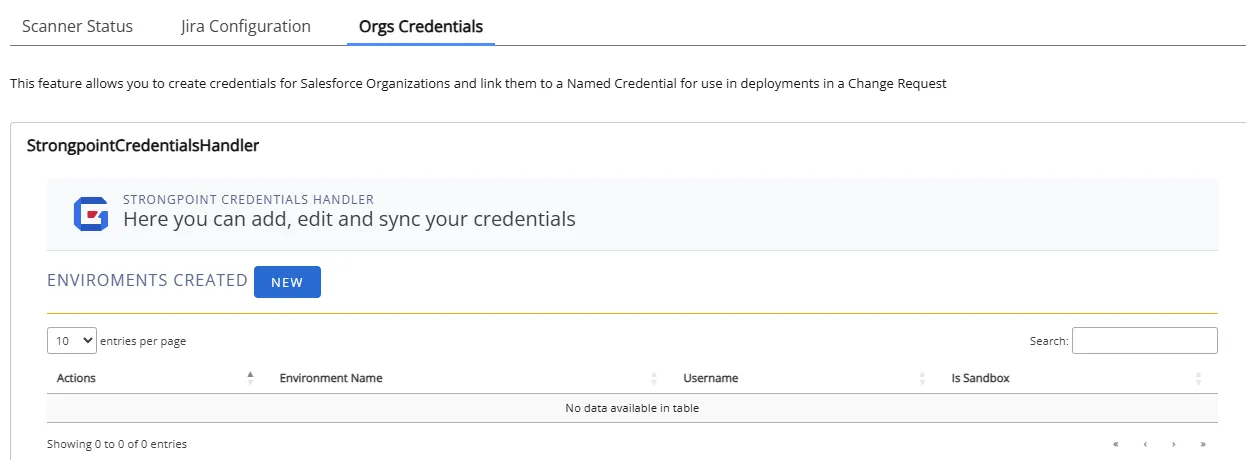 Scanner Status Jira Configuration Orgs Credentials
This feature allows you to create credentials for Salesforce Organizations and link them to a Named Credential for use in deployments in a Change Request
StrongpointCredentialsHandler
STRONGPOINT CREDENTIALS HANDLER
Here you can add, edit and sync your credentials
ENVIROMENTS CREATED NEW
10 entries per page Search:
Actions Environment Name Username Is Sandbox
No data available in table
Showing 0 to 0 of 0 entries « ‹ › »